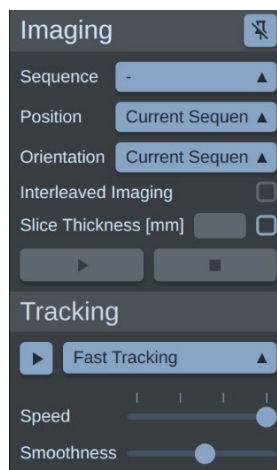 Imaging
Sequence -
Position Current Sequen
Orientation Current Sequen
Interleaved Imaging
Slice Thickness [mm]
Tracking
Fast Tracking
Speed
Smoothness